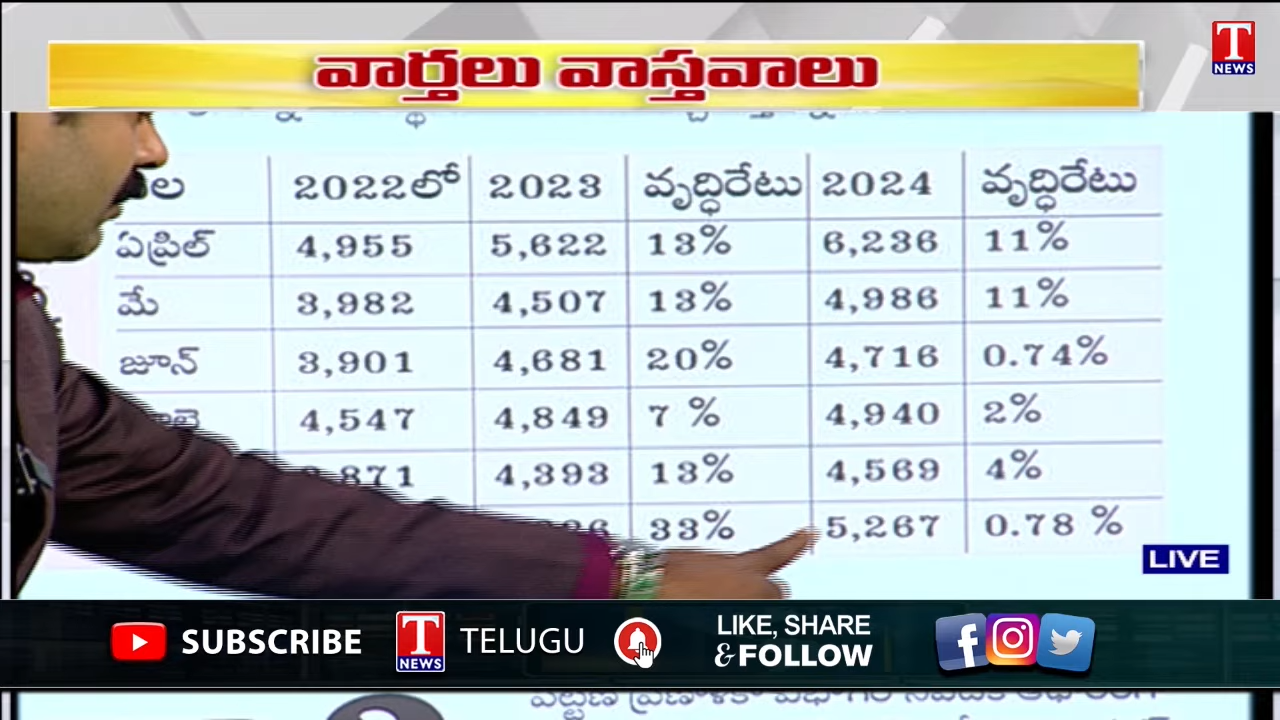 వార్తలు వాస్తవాలు
T
NEWS
2022లో 2023 వృద్ధిరేటు 2024 వృద్ధిరేటు
ఏప్రిల్ 4,955 5,622 13% 6,236 11%
మే 3,982 4,507 13% 4,986 11%
జూన్ 3,901 4,681 20% 4,716 0.74%
4,547 4,849 7 % 4,940 2%
4,393 13% 4,569 4%
33% 5,267 0.78 %
LIVE
SUBSCRIBE T NEWS TELUGU LIKE, SHARE
&FOLLOW